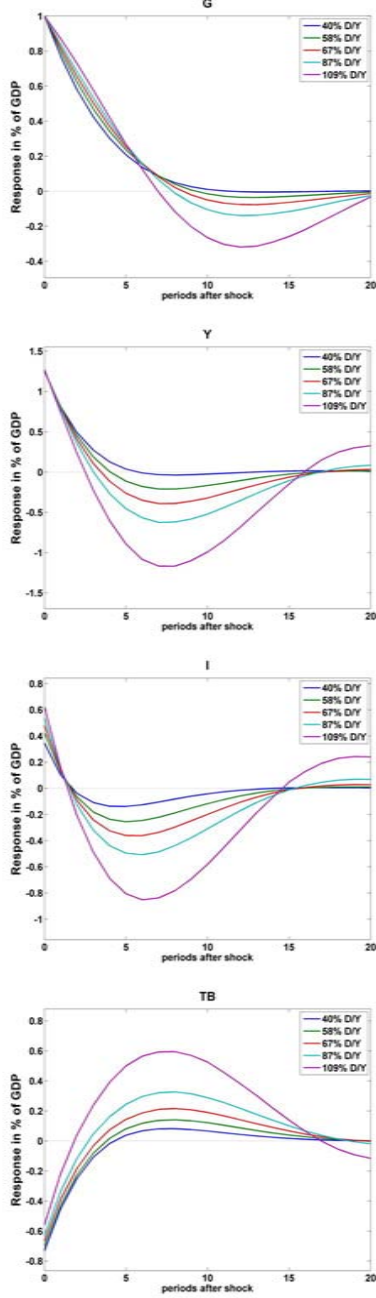 G
1
0.8
0.6
0.4
0.2
0
-0.2
-0.4
Response in % of GDP
40% D/Y
58% D/Y
67% D/Y
87% D/Y
109% D/Y
0 5 10 15 20
periods after shock
Y
1.5
1
0.5
0
-0.5
-1
-1.5
Response in % of GDP
40% D/Y
58% D/Y
67% D/Y
87% D/Y
109% D/Y
0 5 10 15 20
periods after shock
I
0.8
0.6
0.4
0.2
0
-0.2
-0.4
-0.6
-0.8
-1
Response in % of GDP
40% D/Y
58% D/Y
67% D/Y
87% D/Y
109% D/Y
0 5 10 15 20
periods after shock
TB
0.8
0.6
0.4
0.2
0
-0.2
-0.4
-0.6
-0.8
Response in % of GDP
40% D/Y
58% D/Y
67% D/Y
87% D/Y
109% D/Y
0 5 10 15 20
periods after shock